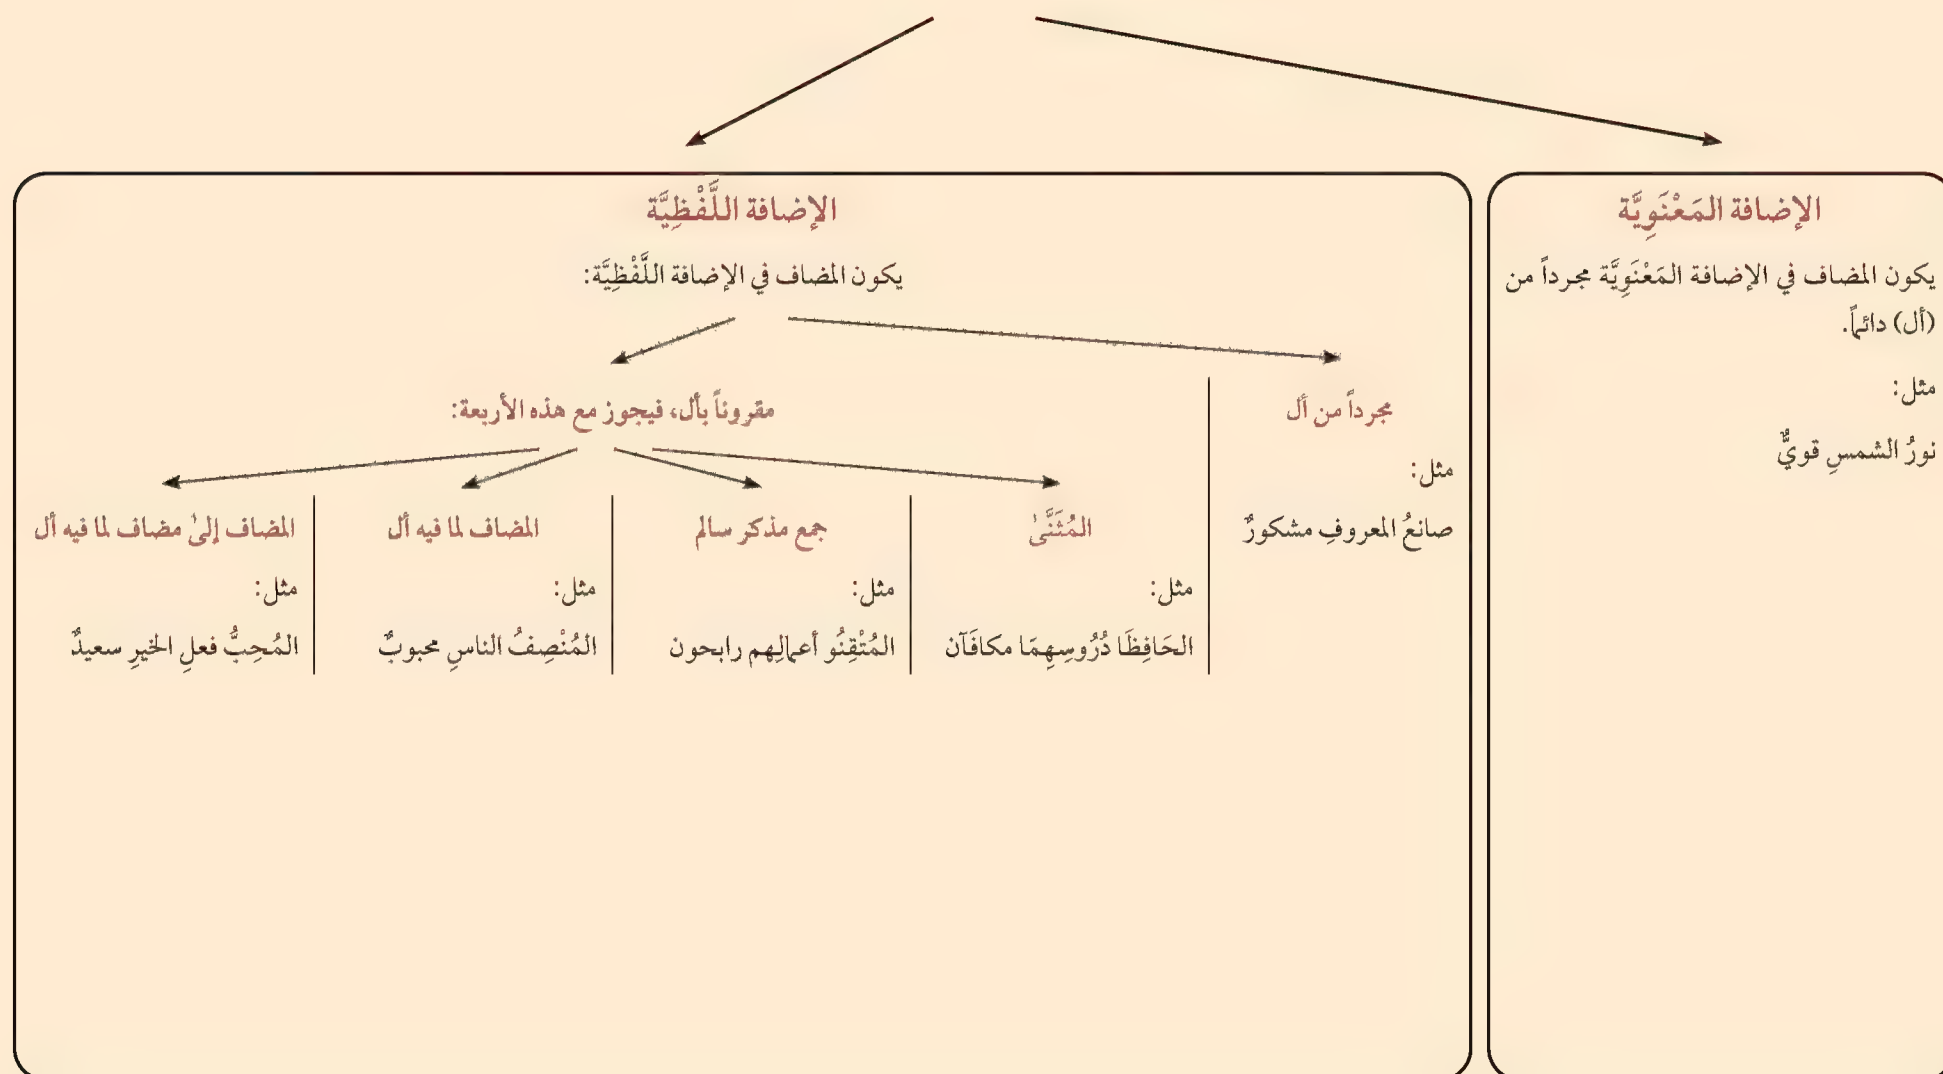 الإضافة المَعْنَوِيَّة
يكون المضاف في الإضافة المَعْنَوِيَّة مجرداً من
(أل) دائماً.
مثل:
نورُ الشمسِ قويٌّ
الإضافة اللَّفْظِيَّة
يكون المضاف في الإضافة اللَّفْظِيَّة:
مجرداً من أل
مثل:
صانعُ المعروفِ مشكورٌ
مقروناً بأل، فيجوز مع هذه الأربعة:
المُثَنَّىٰ
مثل:
الحَافِظَا دُرُوسِهِمَا مكافَآن
جمع مذكر سالم
مثل:
المُتْقِنُو أعمالِهم رابحون
المضاف لما فيه أل
مثل:
المُنْصِفُ الناسِ محبوبٌ
المضاف إلىٰ مضاف لما فيه أل
مثل:
المُحِبُّ فعلِ الخيرِ سعيدٌ